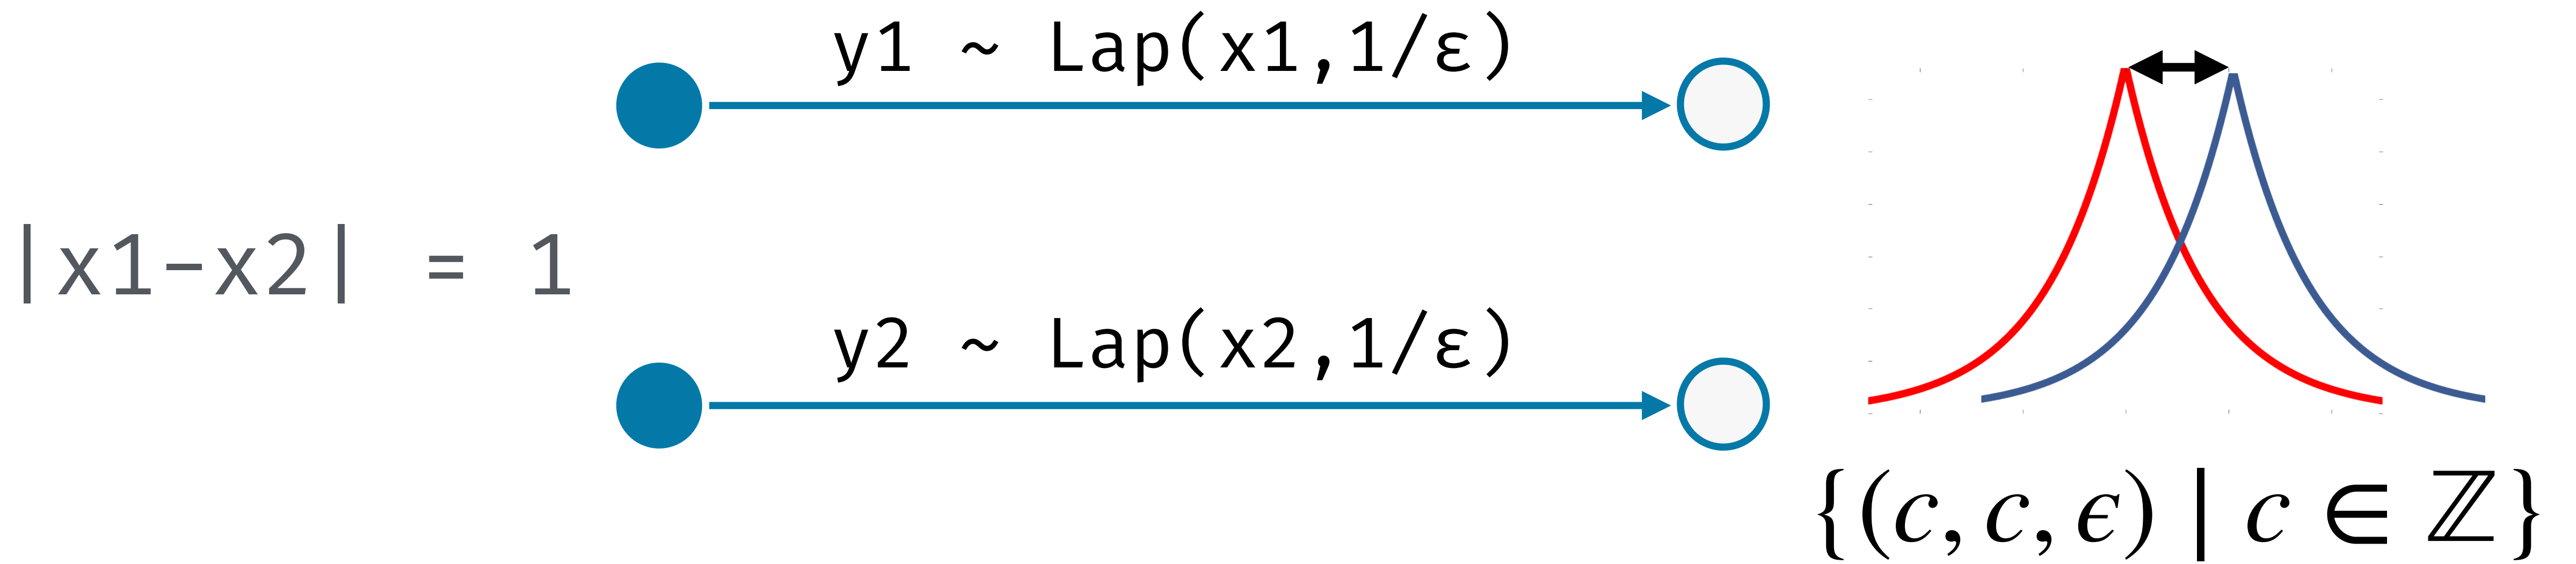 y1 ~ Lap(x1,1/ε)
|x1-x2| = 1
y2 ~ Lap(x2,1/ε)
{(c, c, ϵ) | c ∈ ℤ}